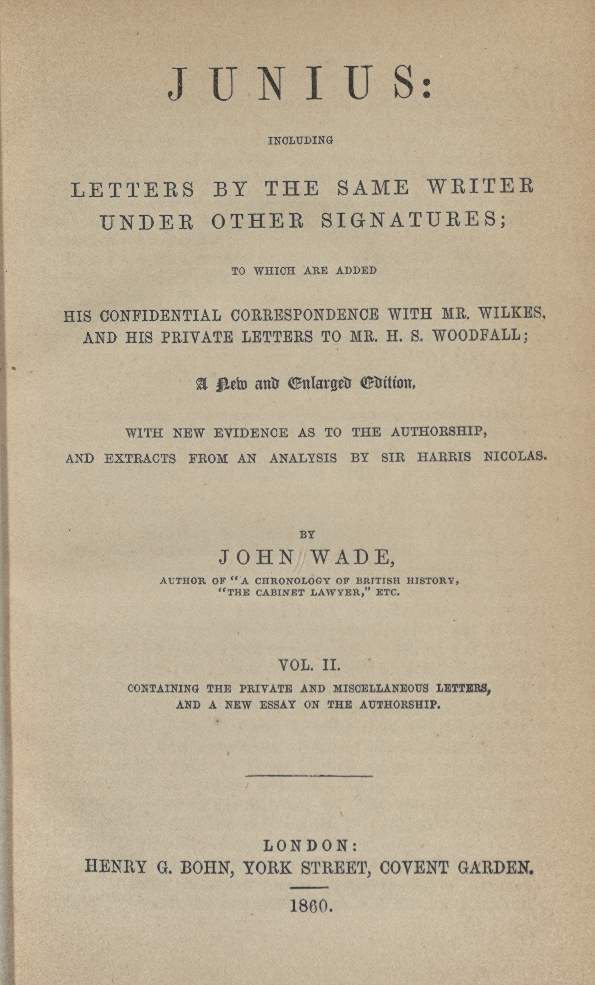 JUNIUS:
INCLUDING
LETTERS BY THE SAME WRITER
UNDER OTHER SIGNATURES;
TO WHICH ARE ADDED
HIS CONFIDENTIAL CORRESPONDENCE WITH MR. WILKES,
AND HIS PRIVATE LETTERS TO MR. H. S. WOODFALL;
A New and Enlarged Edition,
WITH NEW EVIDENCE AS TO THE AUTHORSHIP,
AND EXTRACTS FROM AN ANALYSIS BY SIR HARRIS NICOLAS.
BY
JOHN WADE,
AUTHOR OF "A CHRONOLOGY OF BRITISH HISTORY,
"THE CABINET LAWYER," ETC.
VOL. II.
CONTAINING THE PRIVATE AND MISCELLANEOUS LETTERS,
AND A NEW ESSAY ON THE AUTHORSHIP.
LONDON:
HENRY G. BOHN, YORK STREET, COVENT GARDEN.
1860.